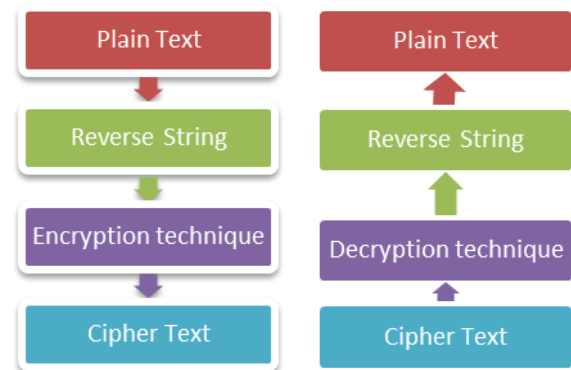 Plain Text
Reverse String
Encryption technique
Cipher Text
Plain Text
Reverse String
Decryption technique
Cipher Text